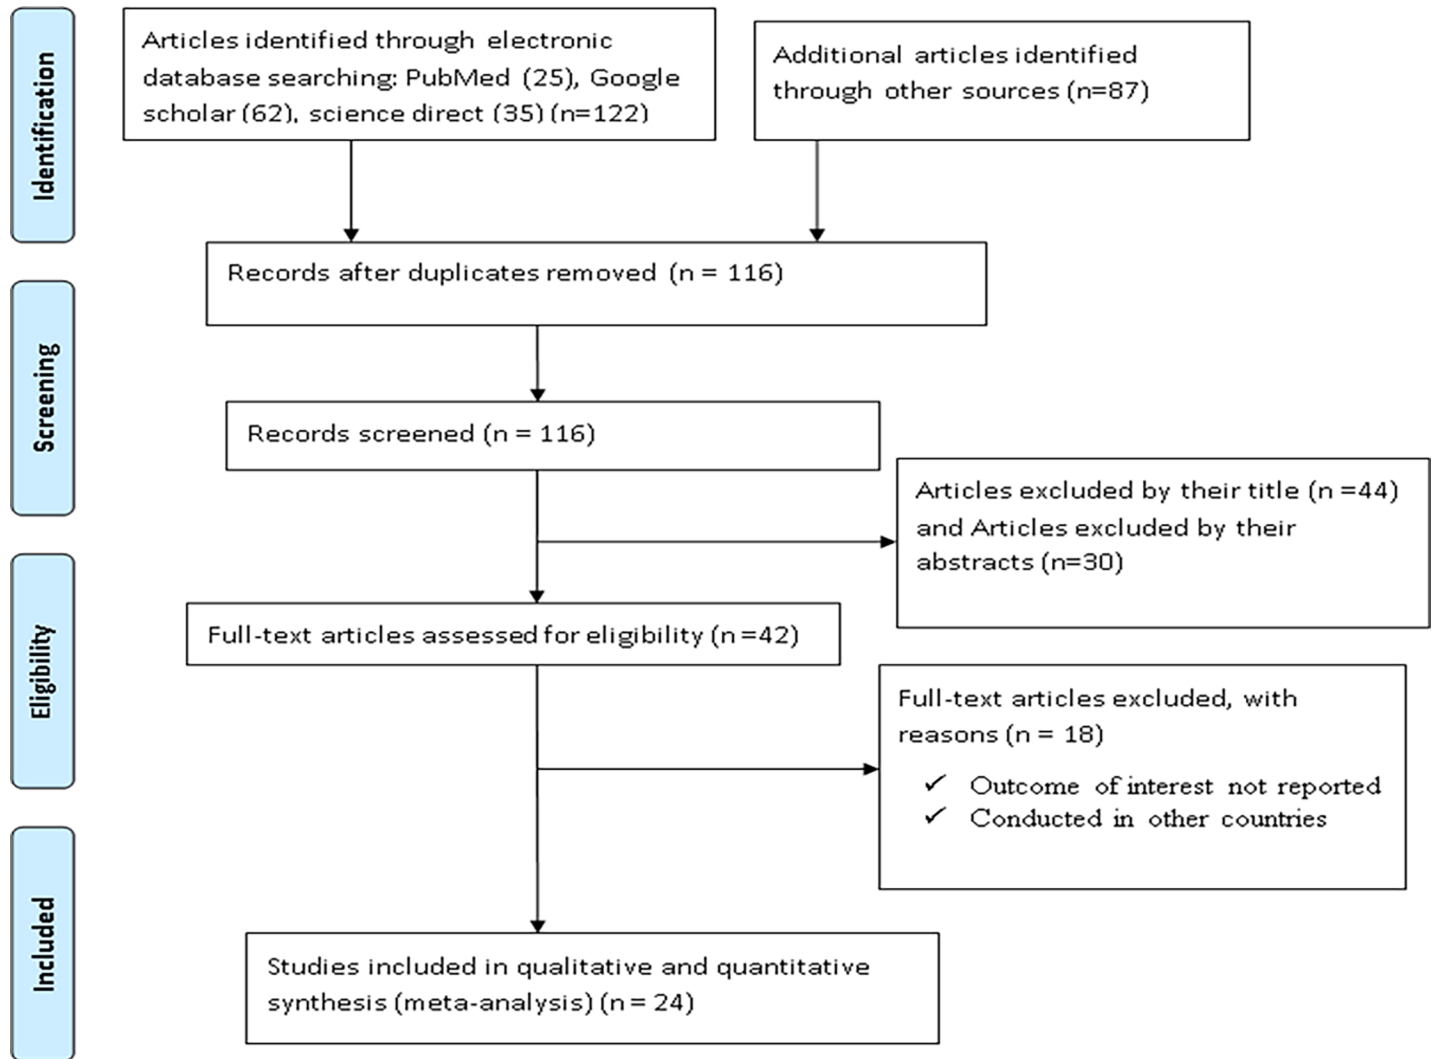 Identification
Articles identified through electronic
database searching: PubMed (25), Google
scholar (62), science direct (35) (n=122)
Additional articles identified
through other sources (n=87)
Records after duplicates removed (n = 116)
Screening
Records screened (n = 116)
Articles excluded by their title (n =44)
and Articles excluded by their
abstracts (n=30)
Eligibility
Full-text articles assessed for eligibility (n =42)
Full-text articles excluded, with
reasons (n = 18)
✓ Outcome of interest not reported
✓ Conducted in other countries
Included
Studies included in qualitative and quantitative
synthesis (meta-analysis) (n = 24)